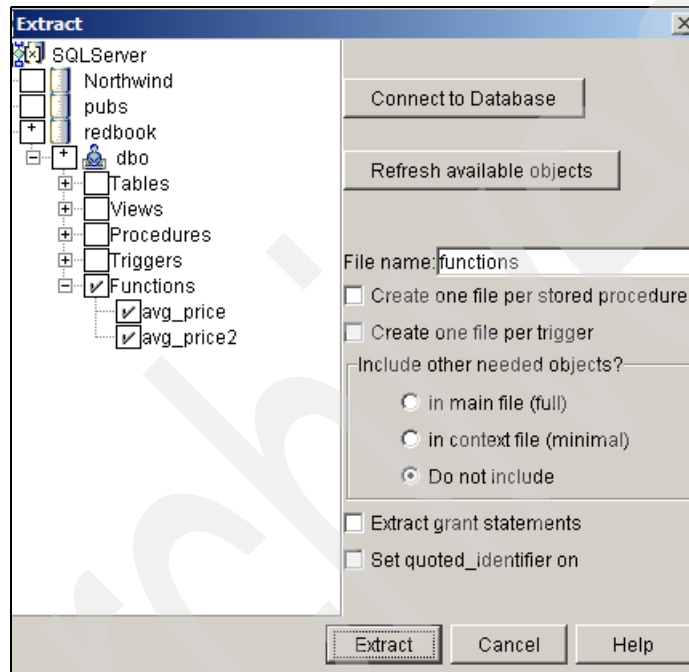 Extract
SQLServer
Northwind
pubs
redbook
dbo
Tables
Views
Procedures
Triggers
Functions
avg_price
avg_price2
Connect to Database
Refresh available objects
File name: functions
Create one file per stored procedure
Create one file per trigger
Include other needed objects?
in main file (full)
in context file (minimal)
Do not include
Extract grant statements
Set quoted_identifier on
Extract
Cancel
Help